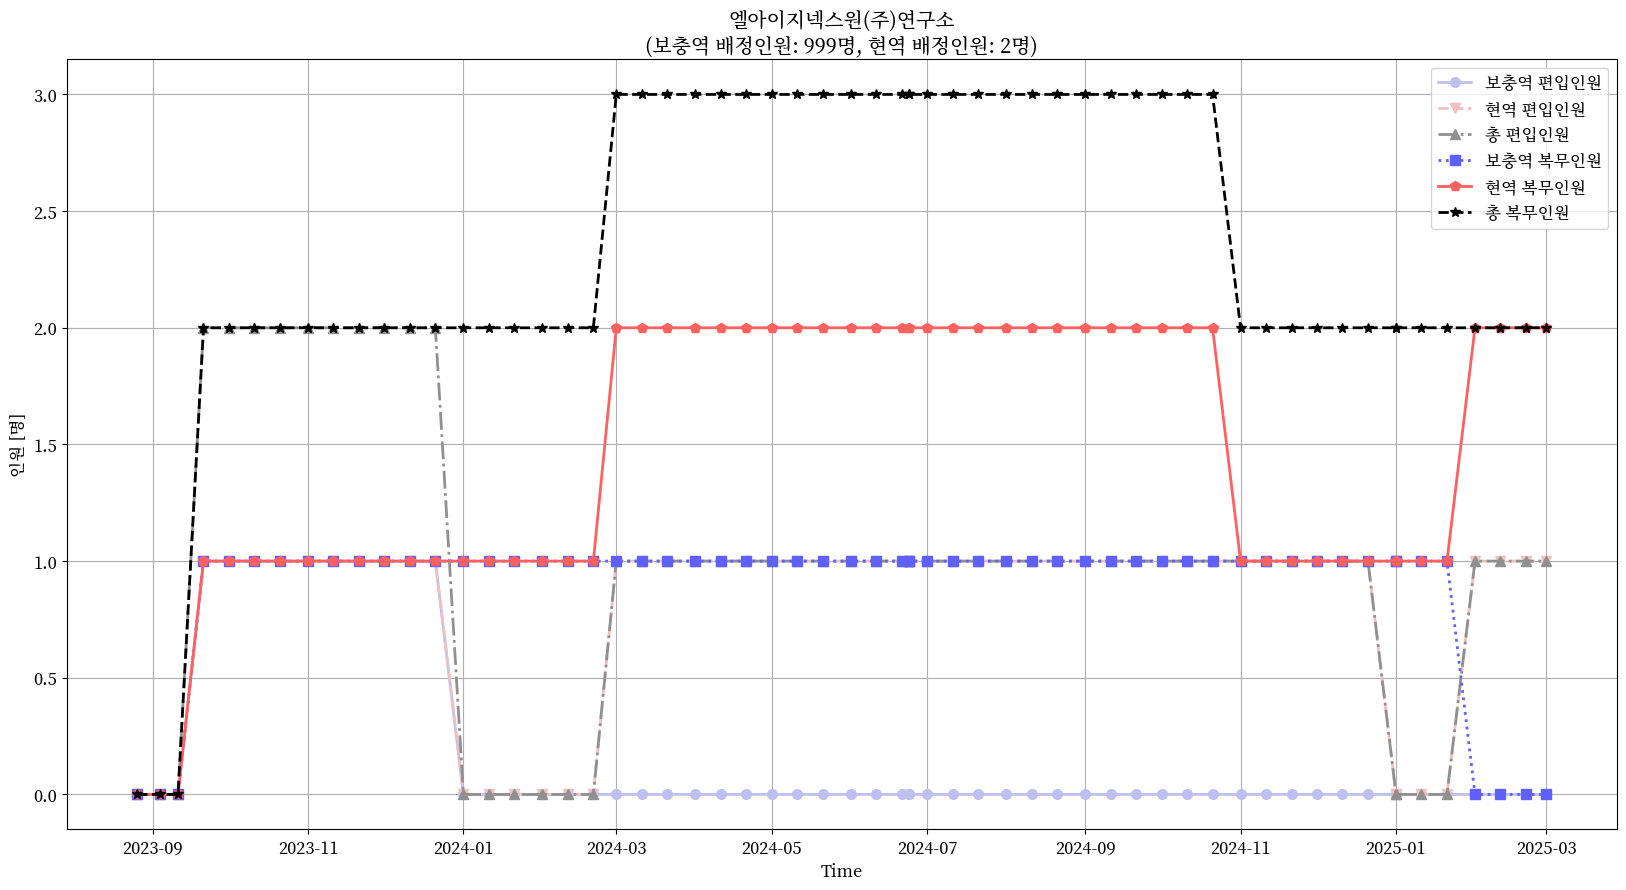 엘아이지넥스원(주)연구소
(보충역 배정인원: 999명, 현역 배정인원: 2명)
보충역 편입인원
현역 편입인원
총 편입인원
보충역 복무인원
현역 복무인원
총 복무인원
인원 [명]
3.0
2.5
2.0
1.5
1.0
0.5
0.0
2023-09
2023-11
2024-01
2024-03
2024-05
2024-07
2024-09
2024-11
2025-01
2025-03
Time